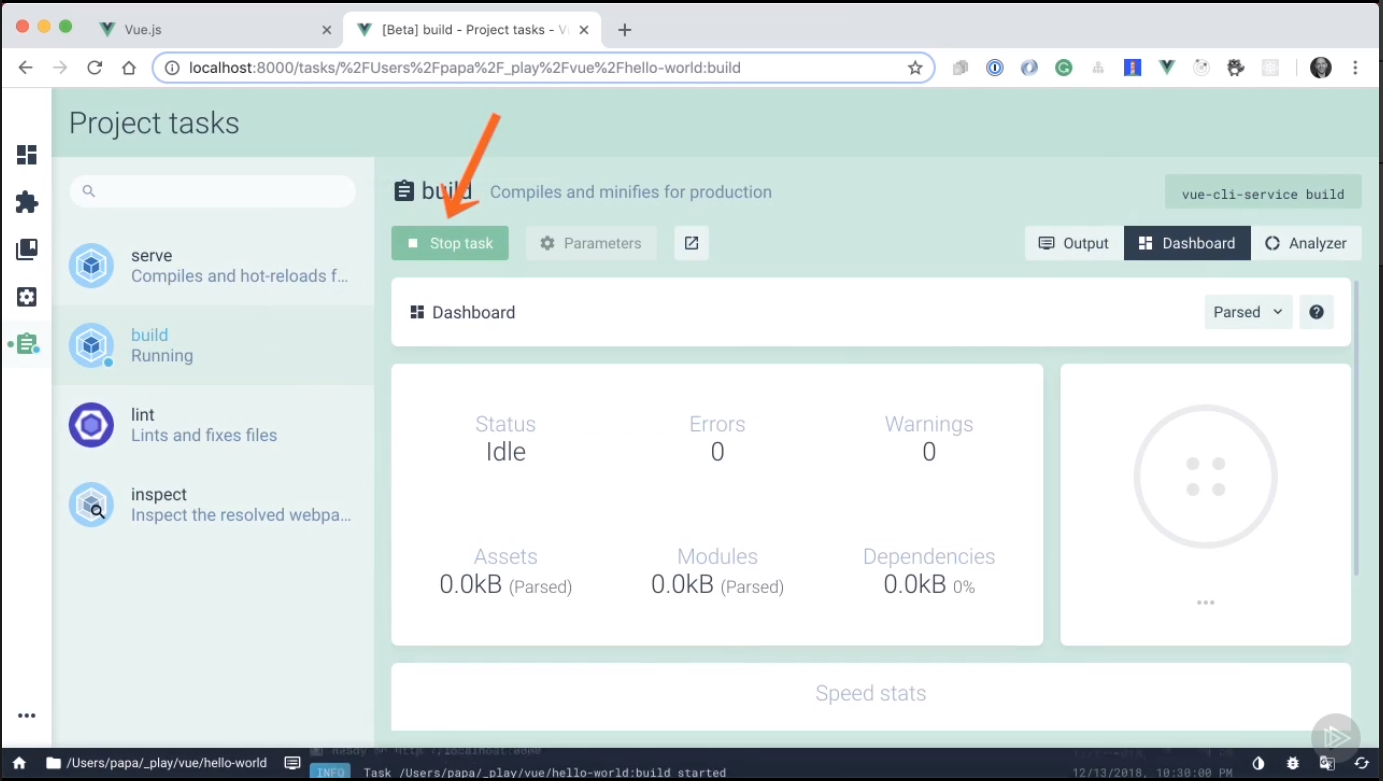 Vue.js
[Beta] build - Project tasks - Vu
localhost:8000/tasks/%2FUsers%2Fpapa%2F_play%2Fvue%2Fhello-world:build
Project tasks
build Compiles and minifies for production
vue-cli-service build
Stop task Parameters
Output Dashboard Analyzer
serve
Compiles and hot-reloads f...
build
Running
lint
Lints and fixes files
inspect
Inspect the resolved webpa...
Dashboard
Parsed
Status Errors Warnings
Idle 0 0
Assets Modules Dependencies
0.0kB (Parsed) 0.0kB (Parsed) 0.0kB 0%
Speed stats
/Users/papa/_play/vue/hello-world
INFO Task /Users/papa/_play/vue/hello-world:build started 12/13/2018, 10:30:00 PM